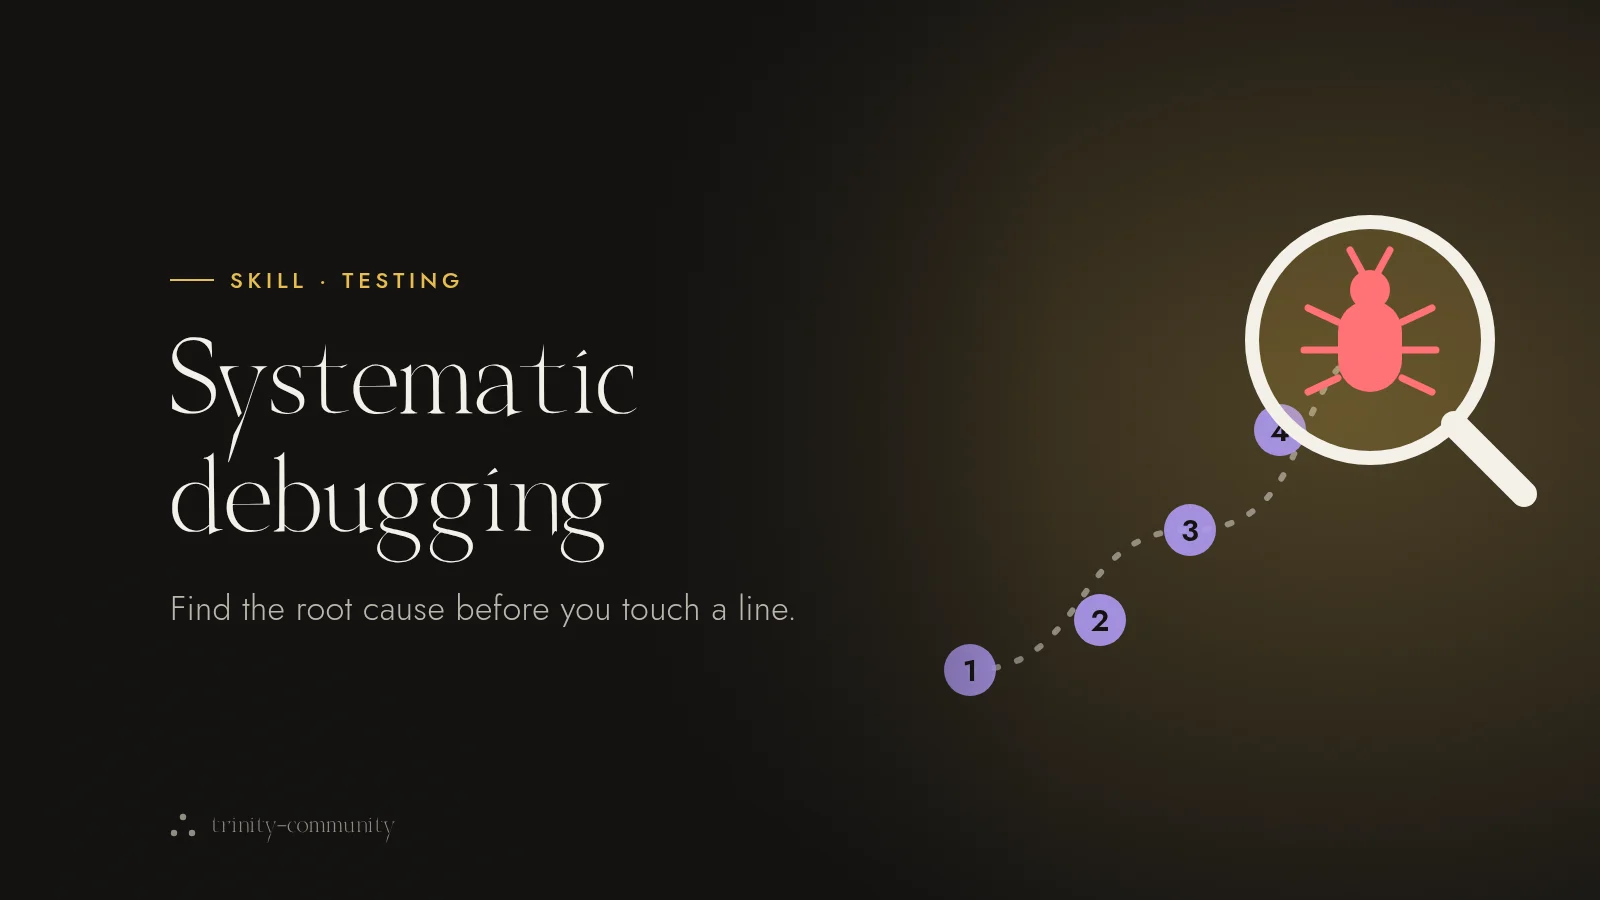 SKILL · TESTING
Systematic
debugging
Find the root cause before you touch a line.
1
2
3
4
trinity-community